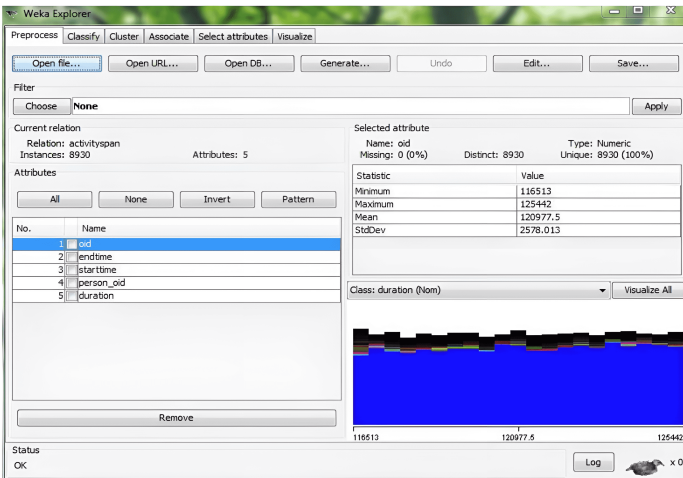 Weka Explorer
Preprocess Classify Cluster Associate Select attributes Visualize
Open file... Open URL... Open DB... Generate... Undo Edit... Save...
Filter
Choose None Apply
Current relation
Relation: activityspan
Instances: 8930 Attributes: 5
Attributes
All None Invert Pattern
No. Name
1 oid
2 endtime
3 starttime
4 person_oid
5 duration
Remove
Selected attribute
Name: oid Type: Numeric
Missing: 0 (0%) Distinct: 8930 Unique: 8930 (100%)
Statistic Value
Minimum 116513
Maximum 125442
Mean 120977.5
StdDev 2578.013
Class: duration (Nom) Visualize All
116513 120977.5 125442
Status
OK Log x 0